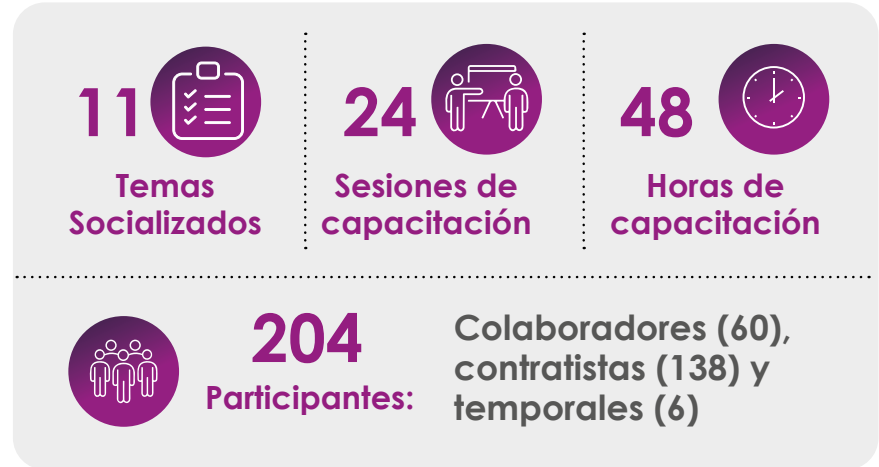 11
Temas
Socializados
24
Sesiones de
capacitación
48
Horas de
capacitación
204
Participantes:
Colaboradores (60),
contratistas (138) y
temporales (6)